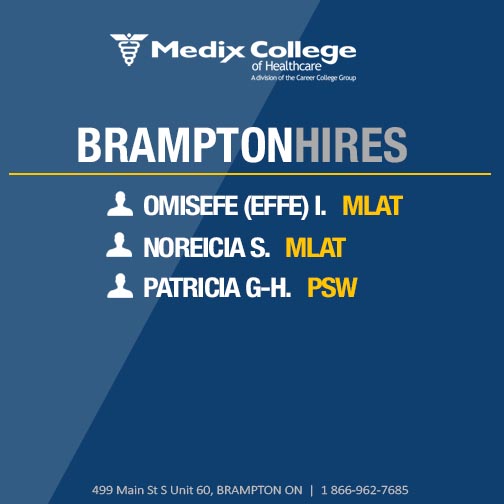 Medix College
of Healthcare
A division of the Career College Group
BRAMPTONHIRES
OMISEFE (EFFE) I. MLAT
NOREICIA S. MLAT
PATRICIA G-H. PSW
499 Main St S Unit 60, BRAMPTON ON | 1 866-962-7685